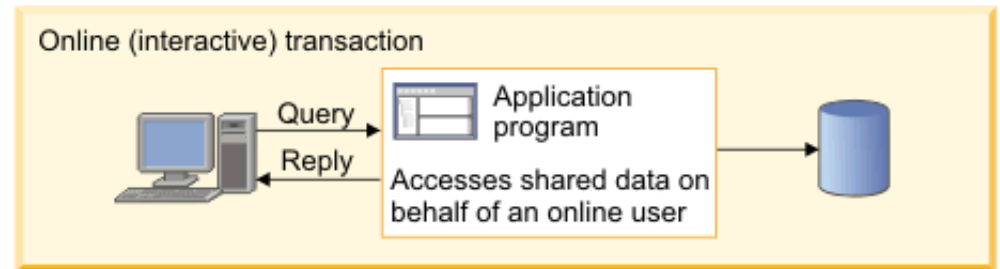 Online (interactive) transaction
Query
Reply
Application
program
Accesses shared data on
behalf of an online user